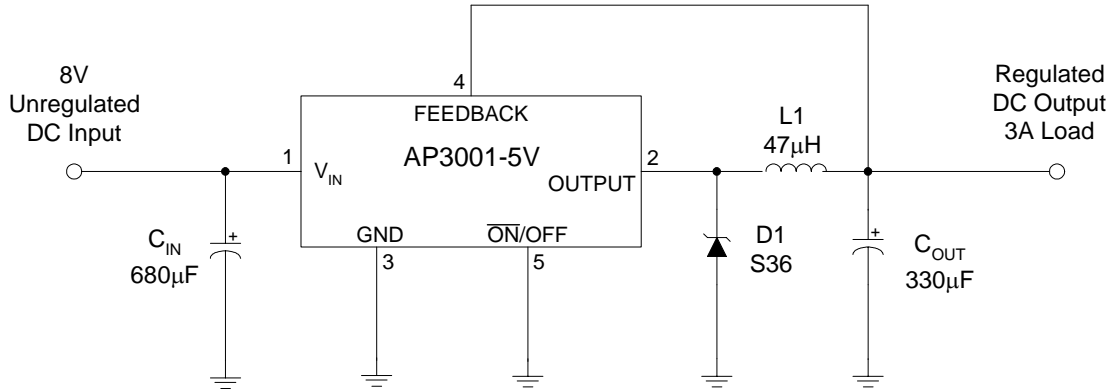 8V
Unregulated
DC Input
4
FEEDBACK
AP3001-5V
1
V_IN
2
OUTPUT
GND
O̅N̅/OFF
3
5
C_IN
+
680μF
L1
47μH
D1
S36
+
C_OUT
330μF
Regulated
DC Output
3A Load